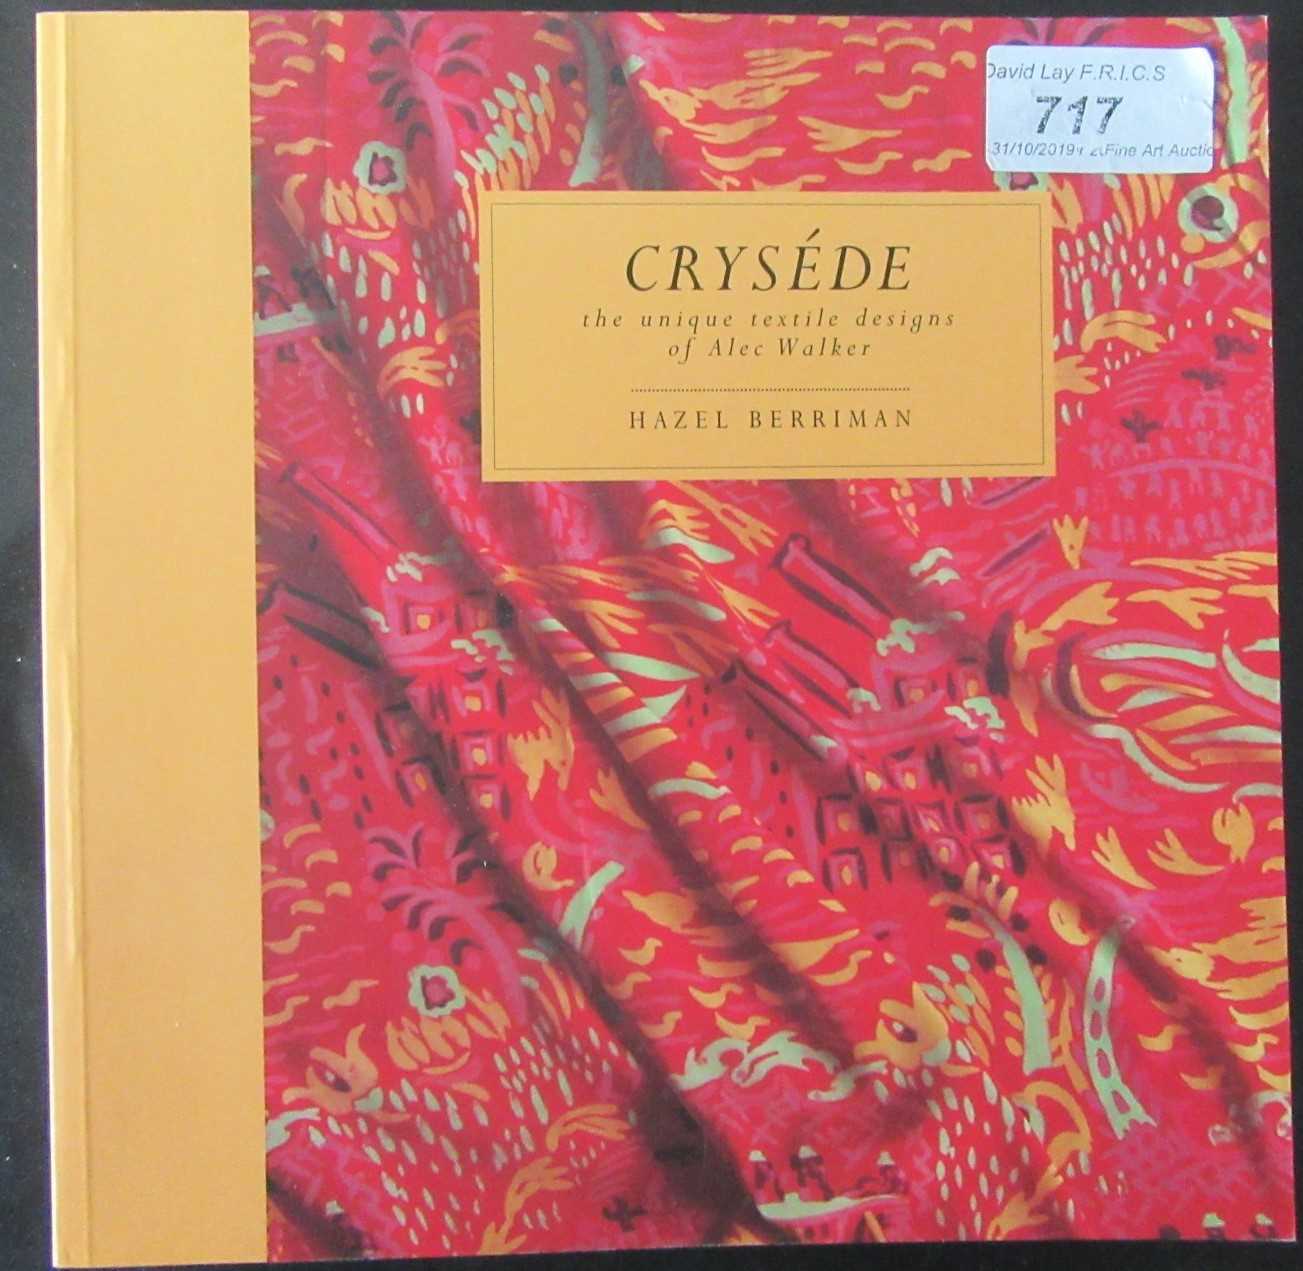 David Lay F.R.I.C.S
717
31/10/2019 Fine Art Auctio
CRYSÉDE
the unique textile designs
of Alec Walker
HAZEL BERRIMAN